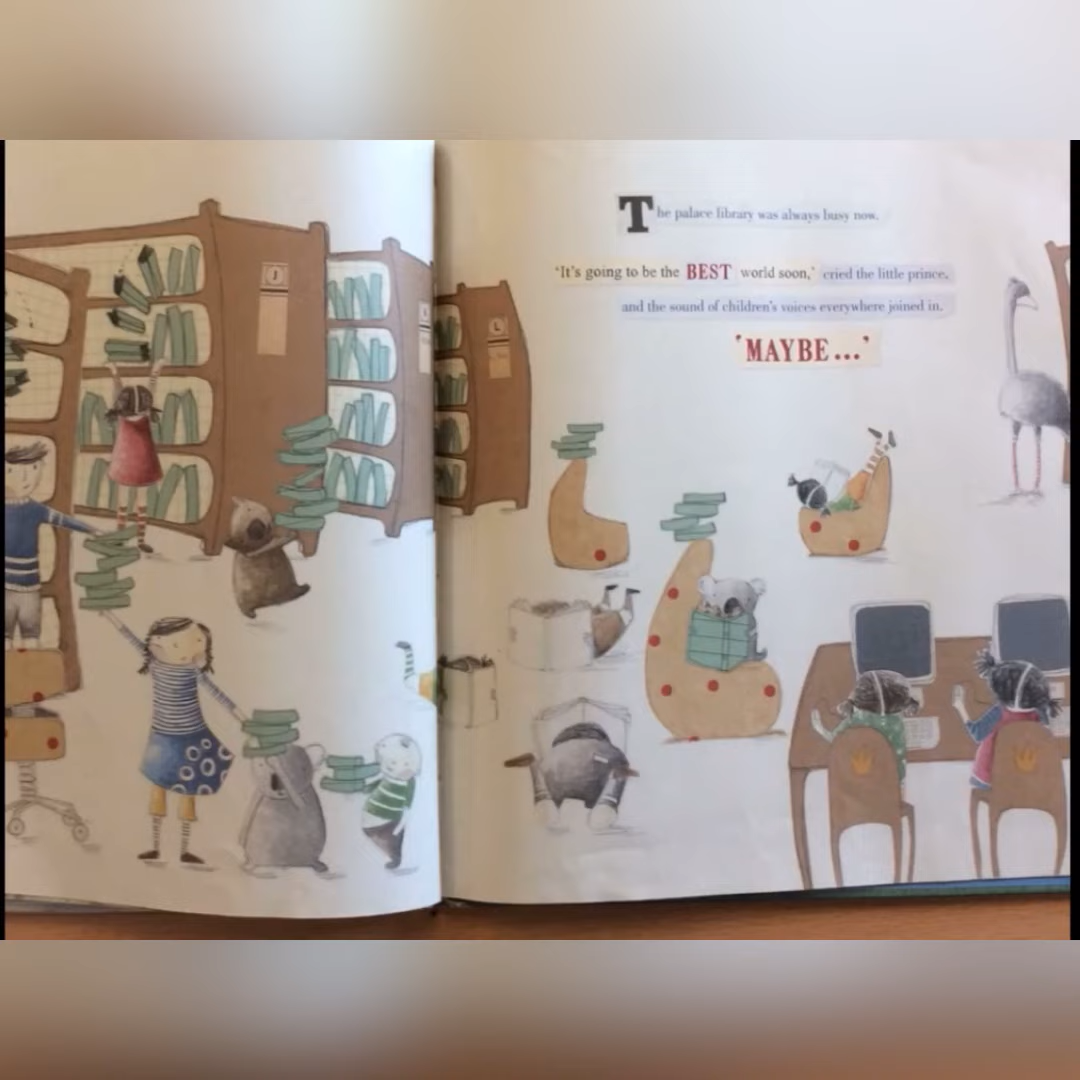 J
L
The palace library was always busy now.
‘It’s going to be the BEST world soon,’ cried the little prince,
and the sound of children’s voices everywhere joined in.
‘MAYBE...’